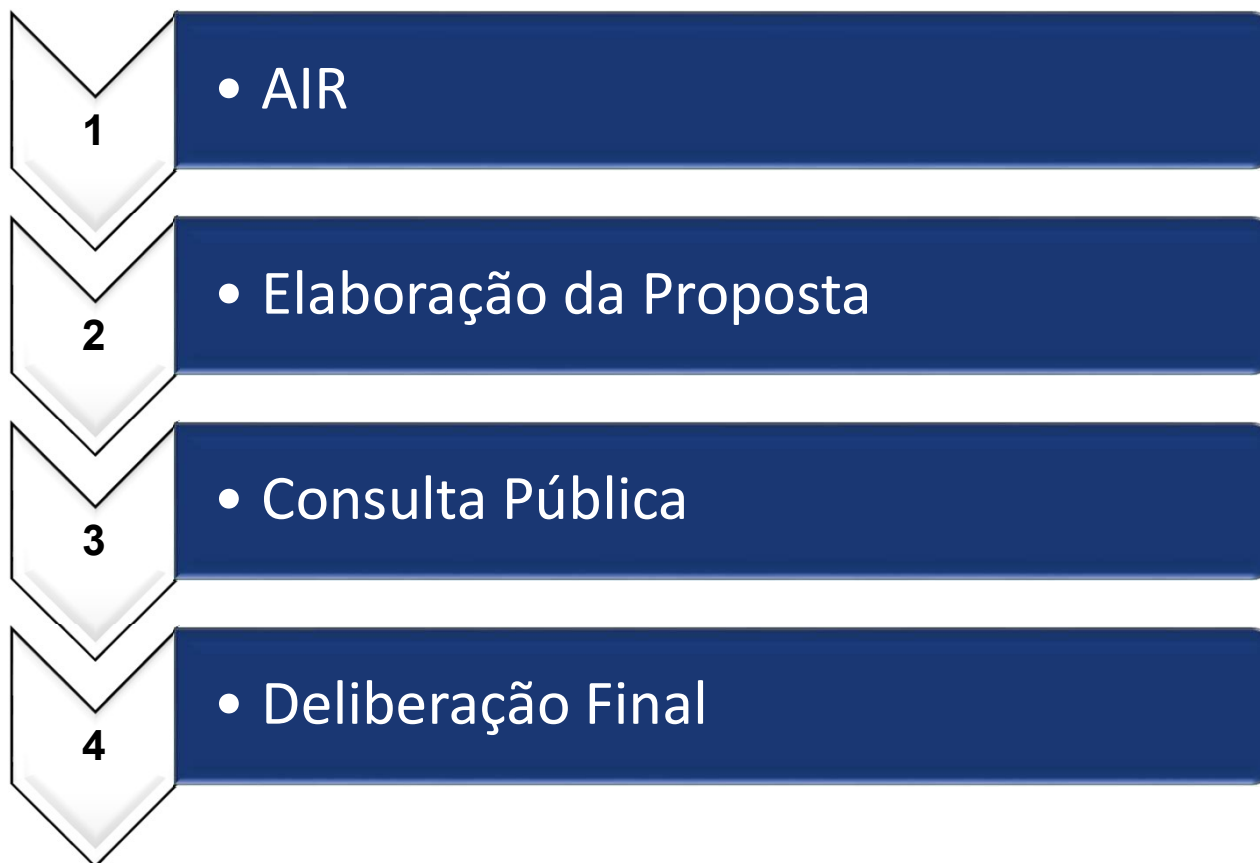 1
• AIR
2
• Elaboração da Proposta
3
• Consulta Pública
4
• Deliberação Final